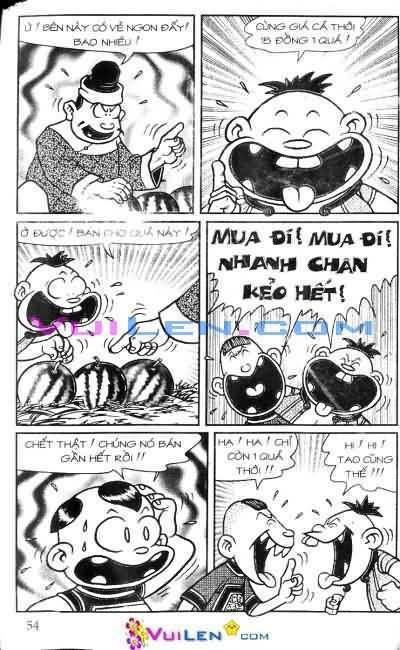 Ừ! BÊN NÀY CÓ VẺ NGON ĐẤY!
BAO NHIÊU!
CŨNG GIÁ CẢ THÔI
15 ĐỒNG 1 QUẢ!
Ờ ĐƯỢC! BÁN CHO QUẢ NÀY!
MUA ĐI! MUA ĐI!
NHANH CHÂN
KẺO HẾT!
VUILEN.COM
CHẾT THẬT! CHÚNG NÓ BÁN
GẦN HẾT RỒI!!
HA! HA! CHỈ
CÒN 1 QUẢ
THÔI!!
HI! HI!
TAO CŨNG
THẾ!!!
54
VUILEN.COM